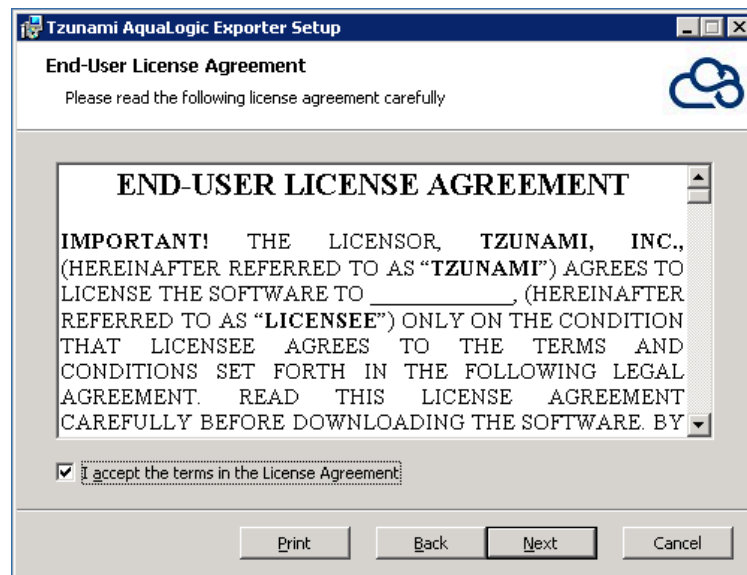 Tzunami AquaLogic Exporter Setup
End-User License Agreement
Please read the following license agreement carefully
END-USER LICENSE AGREEMENT
IMPORTANT! THE LICENSOR, TZUNAMI, INC.,
(HEREINAFTER REFERRED TO AS “TZUNAMI”) AGREES TO
LICENSE THE SOFTWARE TO ____________, (HEREINAFTER
REFERRED TO AS “LICENSEE”) ONLY ON THE CONDITION
THAT LICENSEE AGREES TO THE TERMS AND
CONDITIONS SET FORTH IN THE FOLLOWING LEGAL
AGREEMENT. READ THIS LICENSE AGREEMENT
CAREFULLY BEFORE DOWNLOADING THE SOFTWARE. BY
I accept the terms in the License Agreement
Print Back Next Cancel